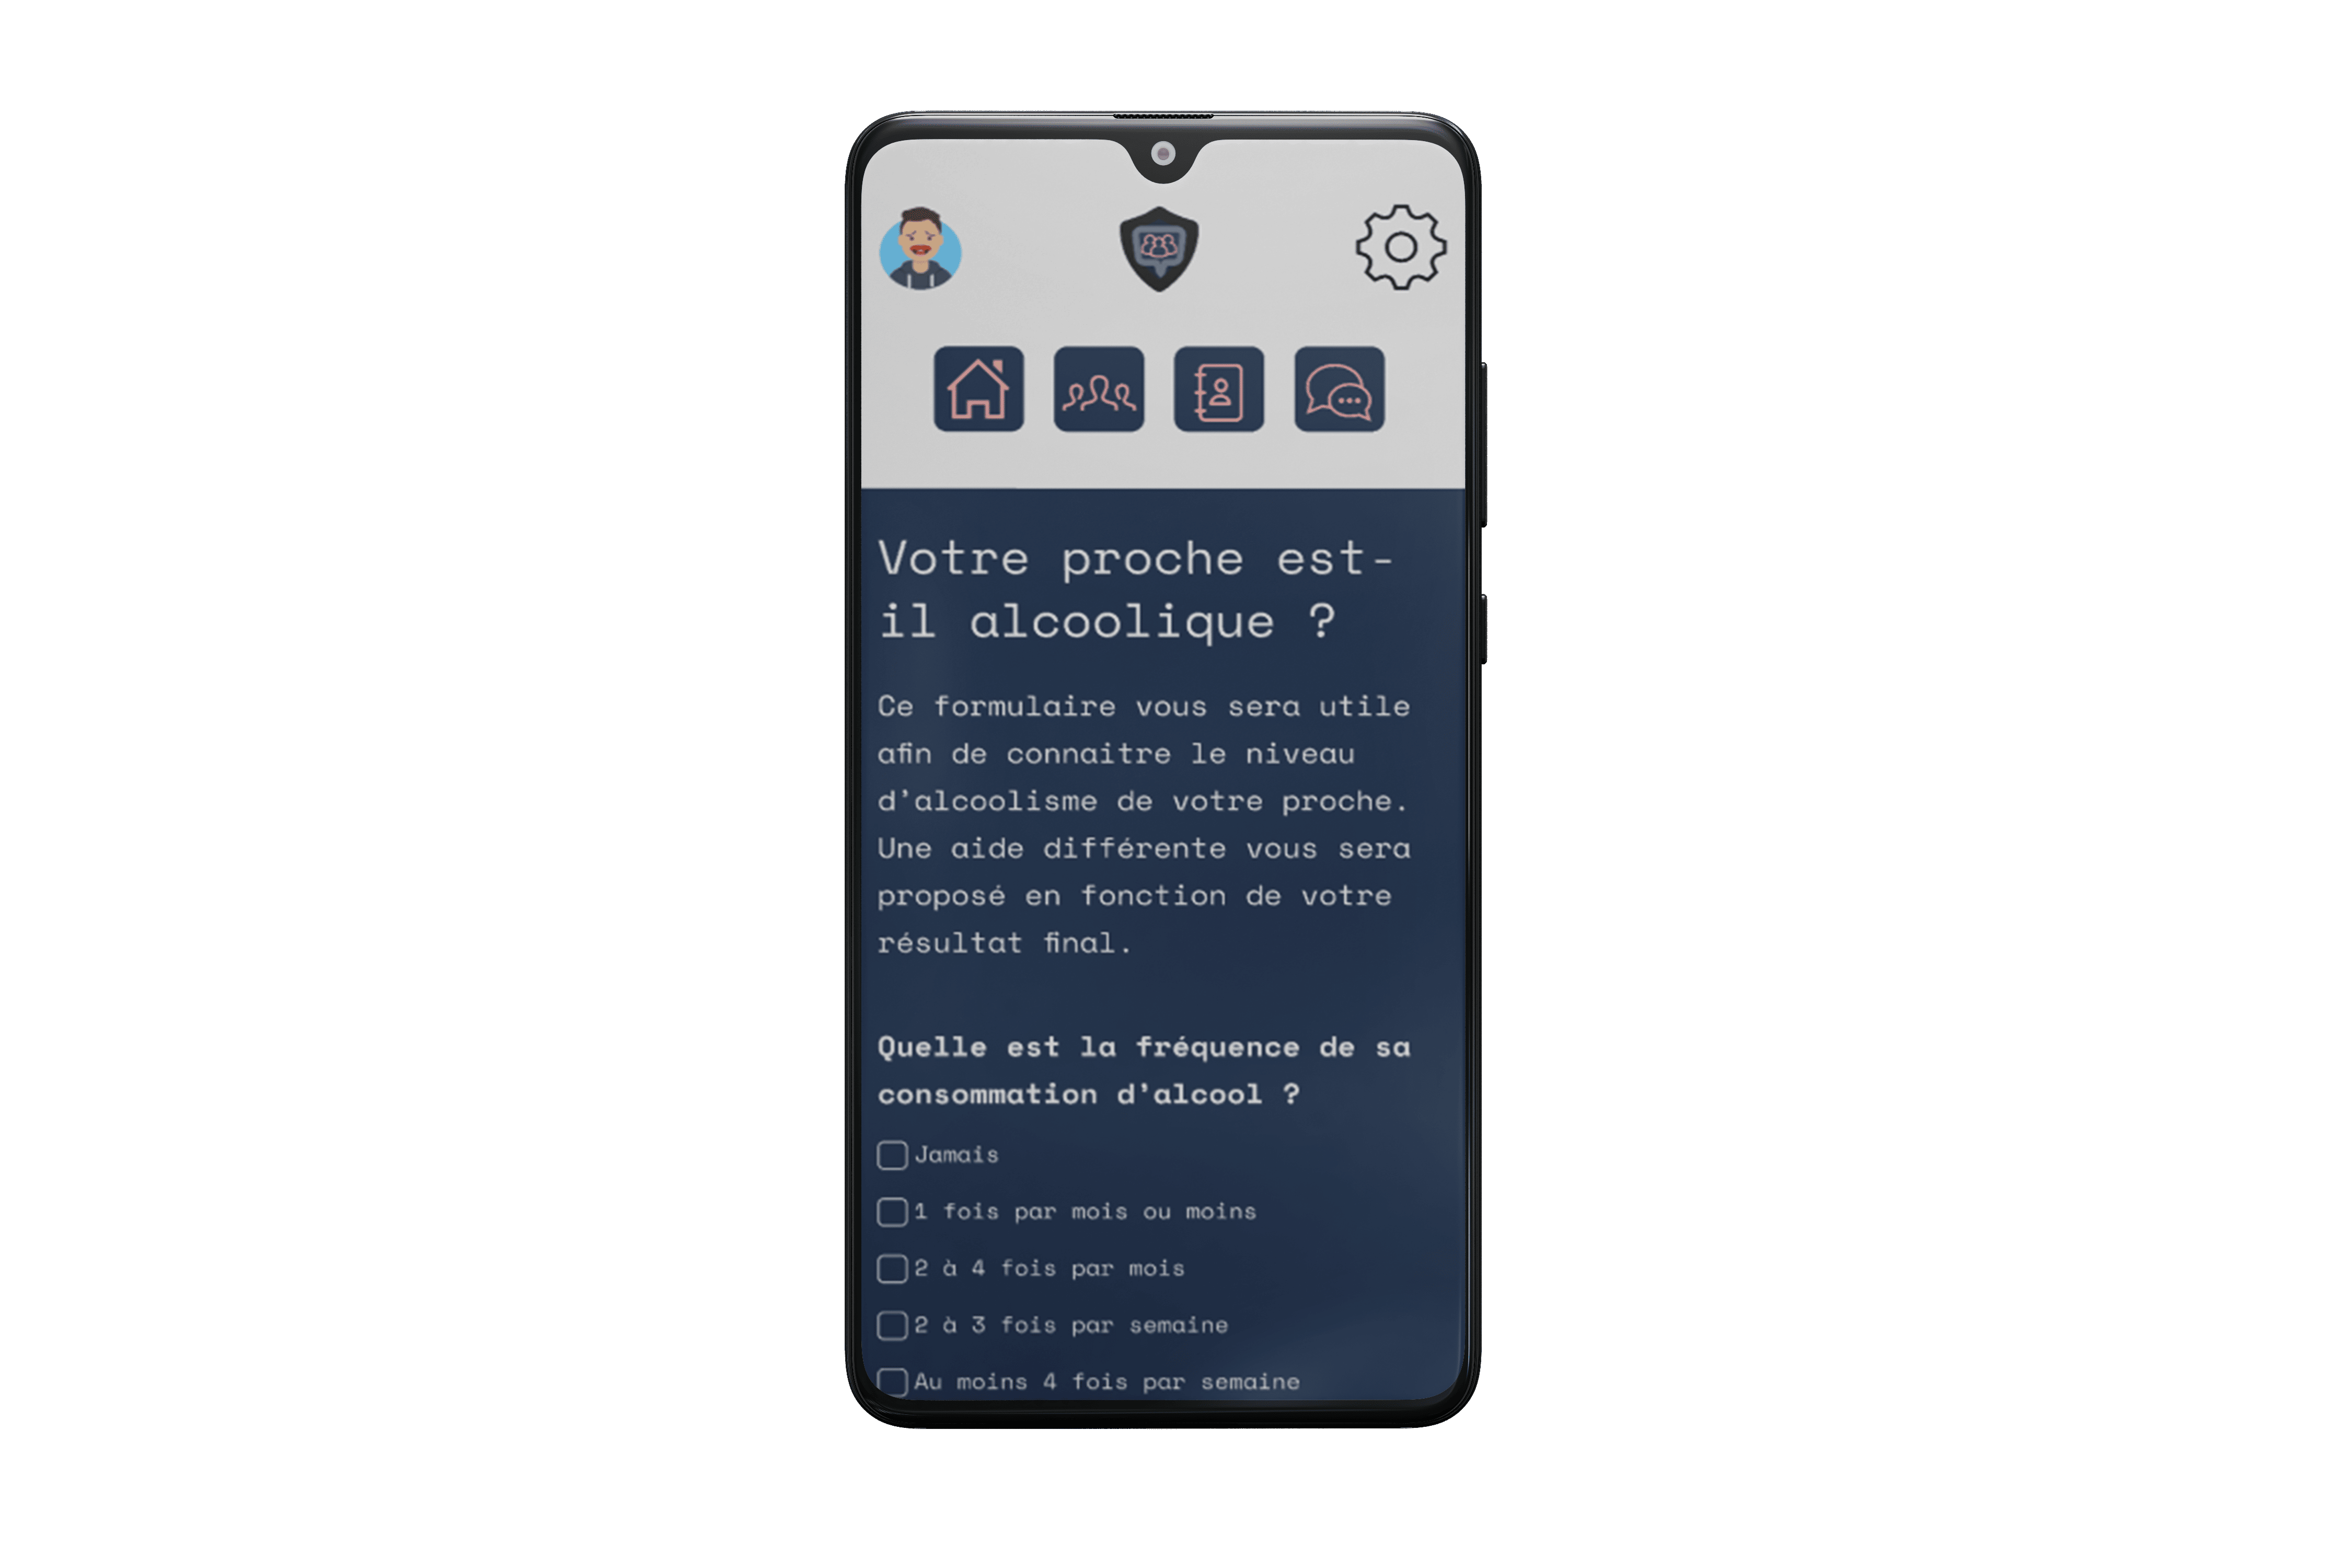 Votre proche est-
il alcoolique ?
Ce formulaire vous sera utile
afin de connaitre le niveau
d'alcoolisme de votre proche.
Une aide différente vous sera
proposé en fonction de votre
résultat final.
Quelle est la fréquence de sa
consommation d'alcool ?
Jamais
1 fois par mois ou moins
2 à 4 fois par mois
2 à 3 fois par semaine
Au moins 4 fois par semaine